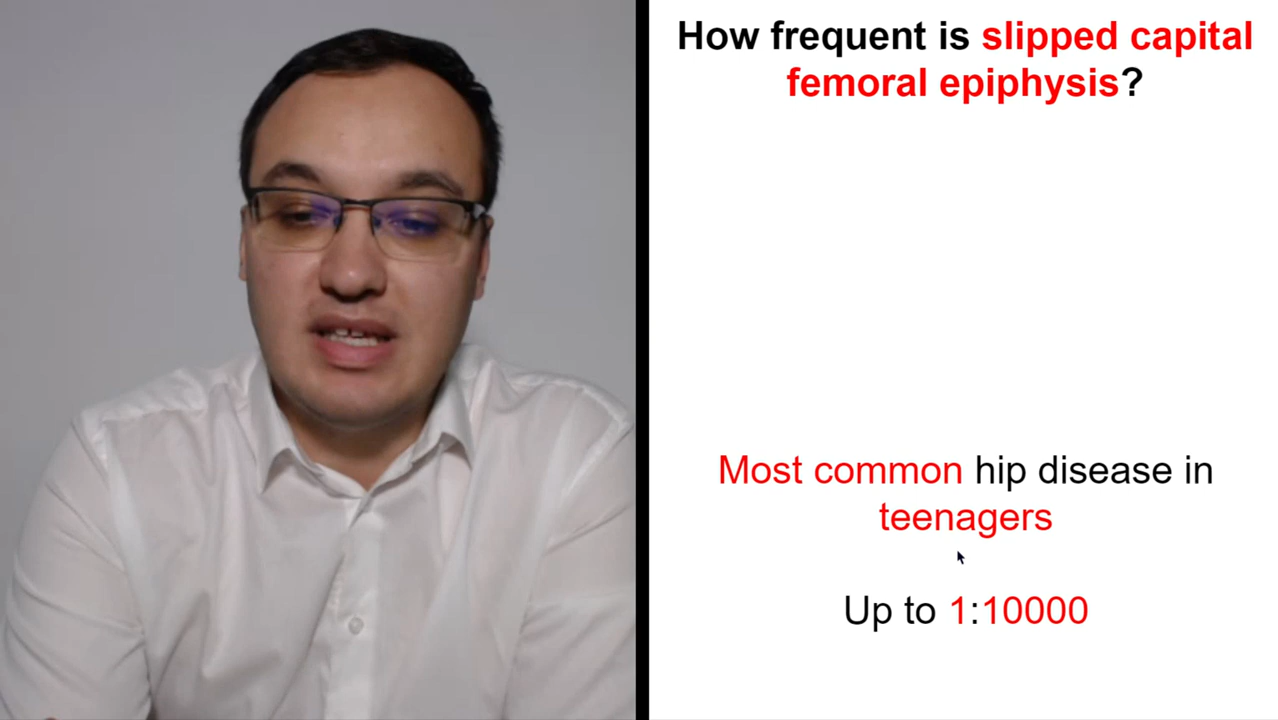 How frequent is slipped capital
femoral epiphysis?
Most common hip disease in
teenagers
Up to 1:10000